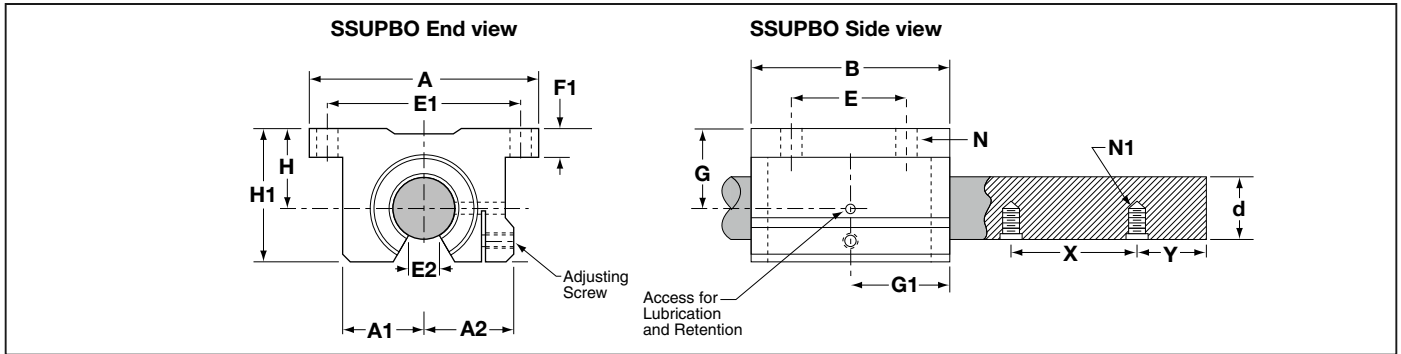 SSUPBO End view
A
E1
F1
H
H1
E2
A1
A2
Adjusting
Screw
SSUPBO Side view
B
E
N
N1
G
d
X
Y
G1
Access for
Lubrication
and Retention